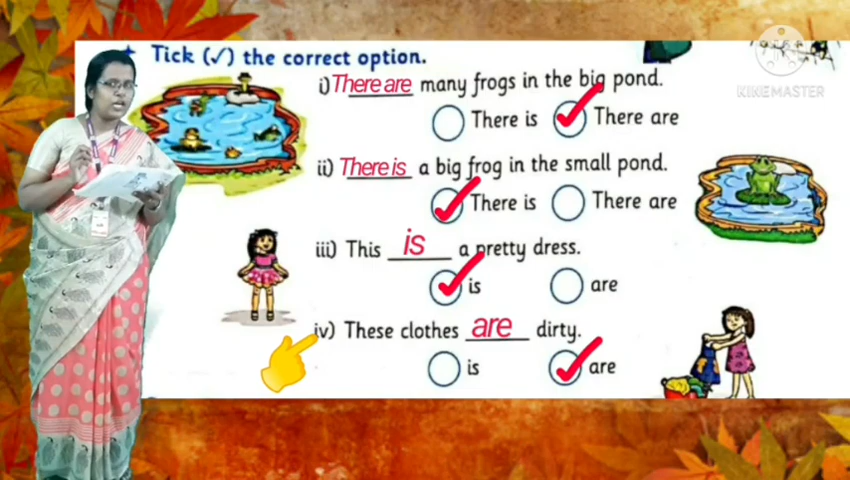 Tick (✓) the correct option.
i) There are many frogs in the big pond.
There is ✓ There are
ii) There is a big frog in the small pond.
✓ There is There are
iii) This is a pretty dress.
✓ is are
iv) These clothes are dirty.
is ✓ are
KINEMASTER